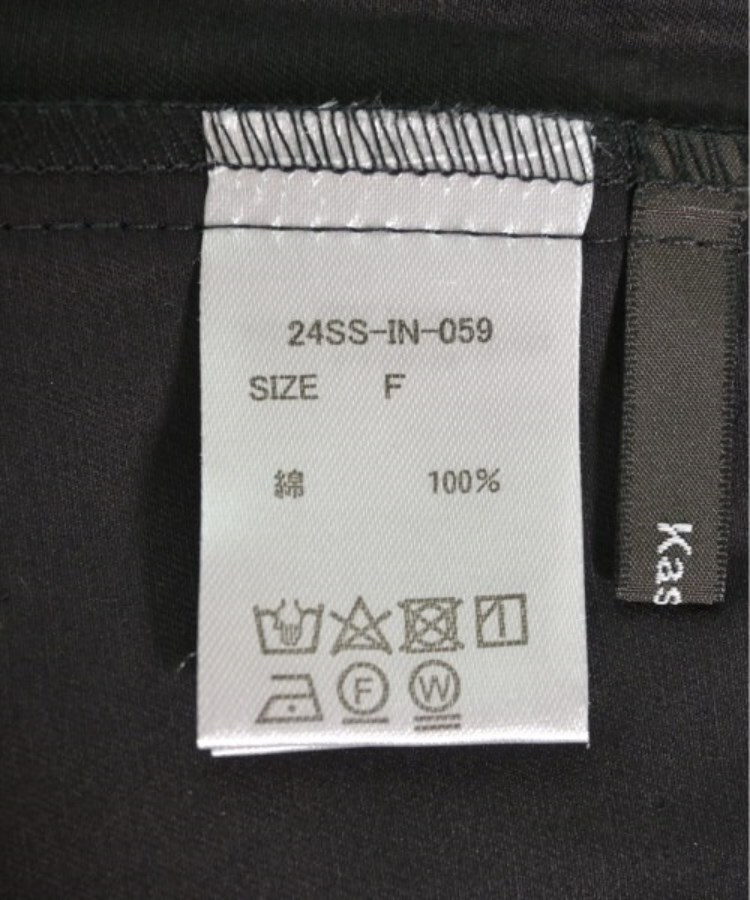 24SS-IN-059
SIZE F
綿 100%
F W
Kas